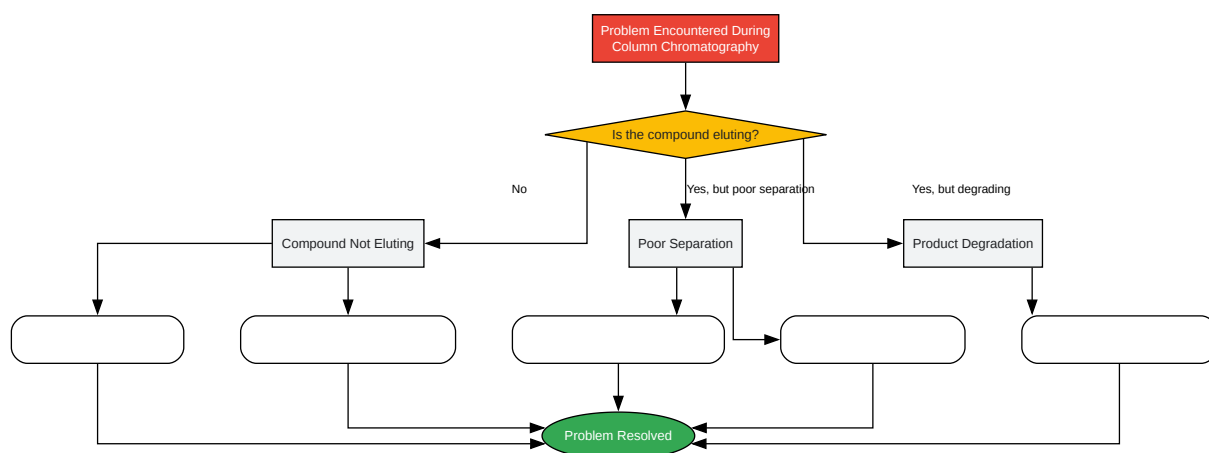 Problem Encountered During
Column Chromatography
Is the compound eluting?
No
Yes, but poor separation
Yes, but degrading
Compound Not Eluting
Poor Separation
Product Degradation
Problem Resolved